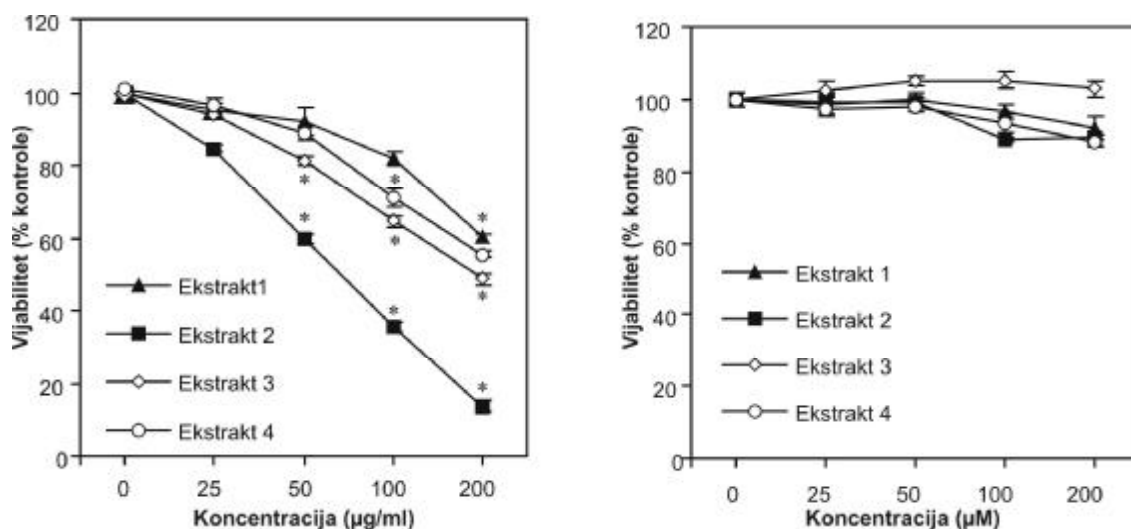 120
100
80
60
40
20
0
Vijabilitet (% kontrole)
* *
* * *
* *
*
Ekstrakt1
Ekstrakt 2
Ekstrakt 3
Ekstrakt 4
0 25 50 100 200
Koncentracija (µg/ml)
120
100
80
60
40
20
0
Vijabilitet (% kontrole)
Ekstrakt 1
Ekstrakt 2
Ekstrakt 3
Ekstrakt 4
0 25 50 100 200
Koncentracija (µM)